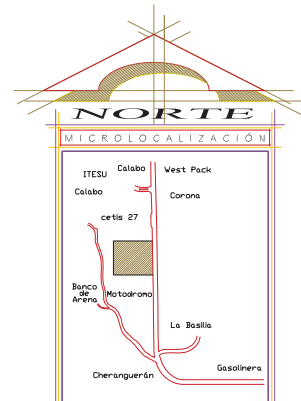 NORTE
MICROLOCALIZACIÓN
Calabo
West Pack
ITESU
Calabo
Corona
cetis 27
Banco
de
Arena
Motodromo
La Basilia
Gasolinera
Cheranguerán